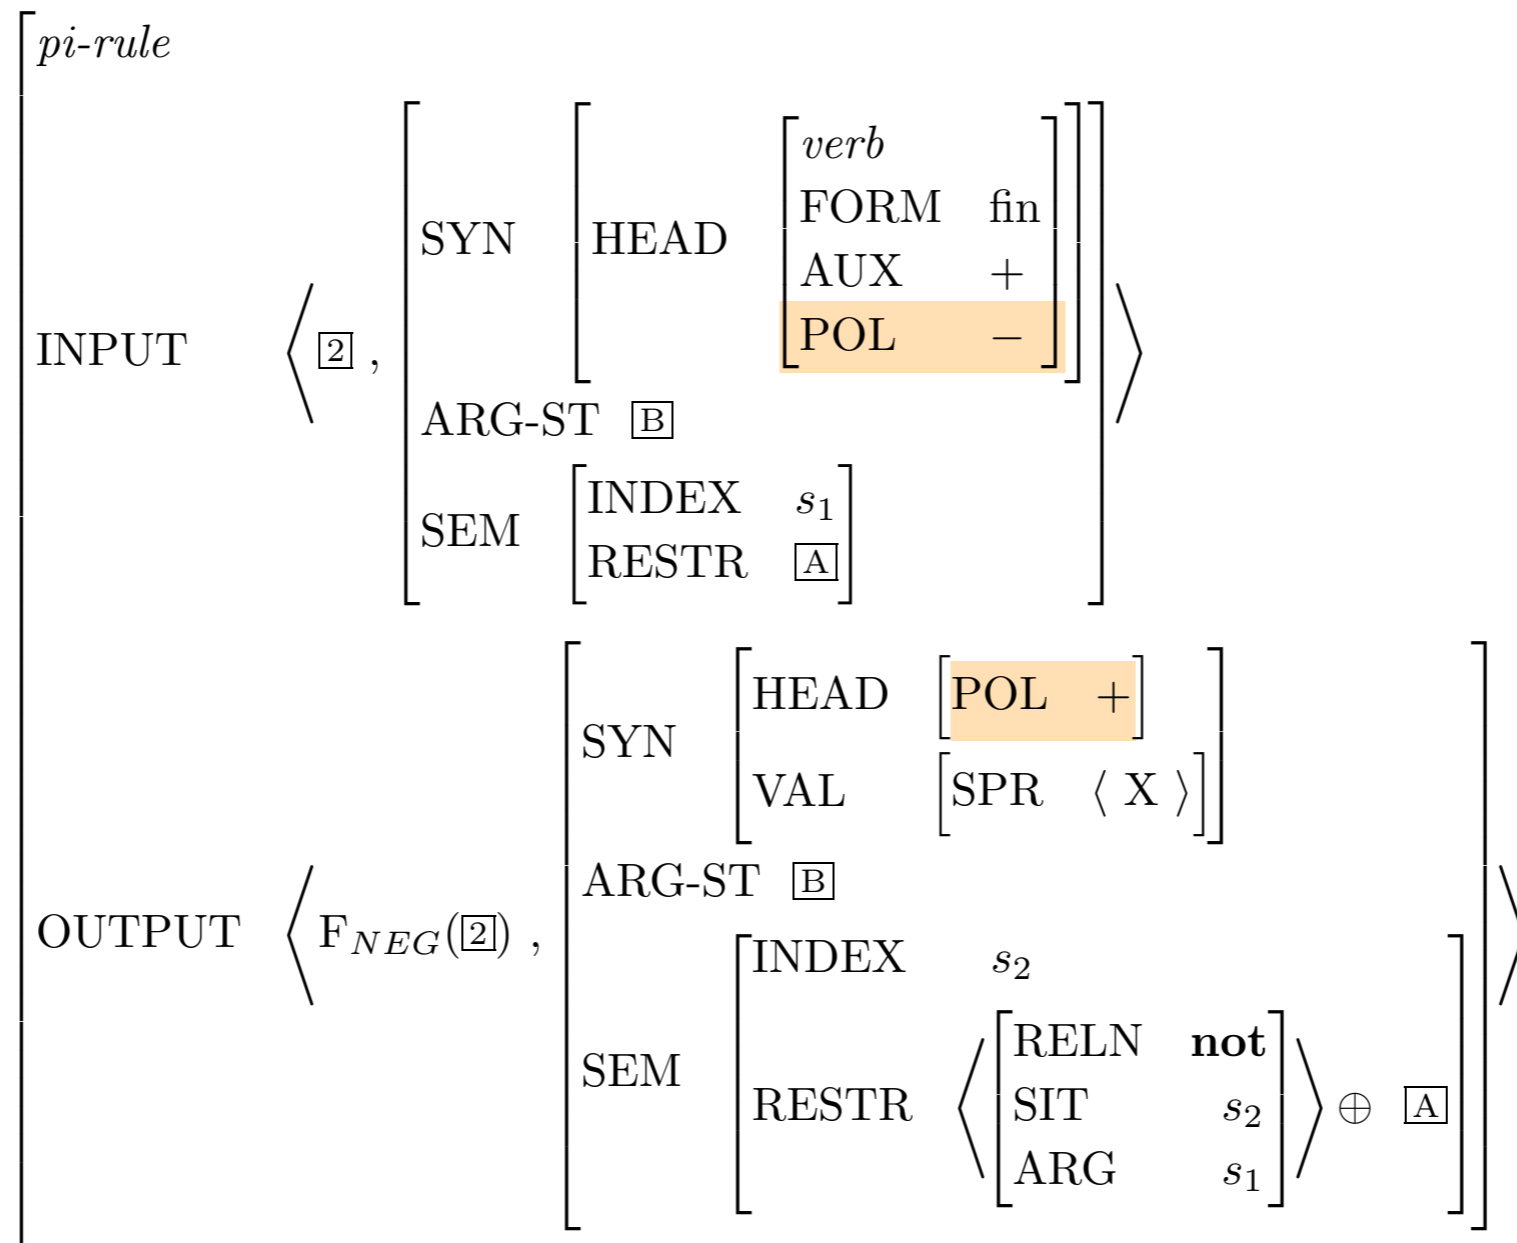 pi-rule
verb
FORM fin
SYN HEAD AUX +
POL −
INPUT ⟨ 2 , ⟩
ARG-ST B
INDEX s₁
SEM
RESTR A
HEAD [POL +]
SYN
VAL [SPR ⟨ X ⟩]
ARG-ST B
OUTPUT ⟨ F_NEG(2) , ⟩
INDEX s₂
RELN not
SEM
RESTR ⟨ SIT s₂ ⟩ ⊕ A
ARG s₁